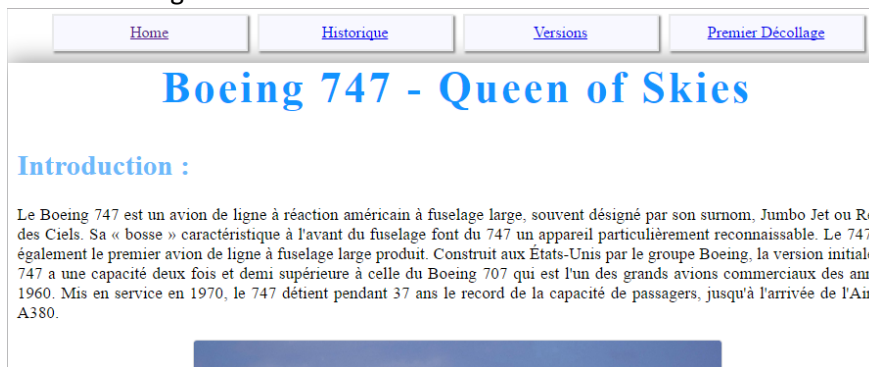 Home Historique Versions Premier Décollage
Boeing 747 - Queen of Skies
Introduction :
Le Boeing 747 est un avion de ligne à réaction américain à fuselage large, souvent désigné par son surnom, Jumbo Jet ou
des Ciels. Sa « bosse » caractéristique à l'avant du fuselage font du 747 un appareil particulièrement reconnaissable. Le 747
également le premier avion de ligne à fuselage large produit. Construit aux États-Unis par le groupe Boeing, la version
747 a une capacité deux fois et demi supérieure à celle du Boeing 707 qui est l'un des grands avions commerciaux des
1960. Mis en service en 1970, le 747 détient pendant 37 ans le record de la capacité de passagers, jusqu'à l'arrivée de
A380.